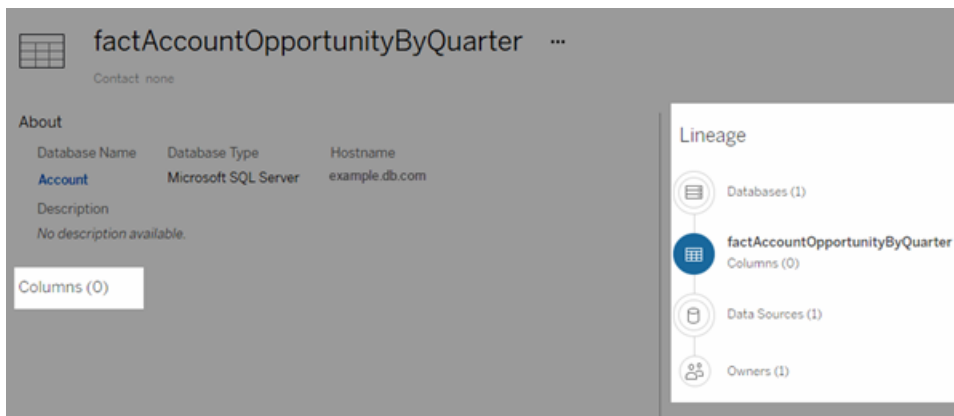 factAccountOpportunityByQuarter ...
Contact none
About
Database Name Database Type Hostname
Account Microsoft SQL Server example.db.com
Description
No description available.
Columns (0)
Lineage
Databases (1)
factAccountOpportunityByQuarter
Columns (0)
Data Sources (1)
Owners (1)